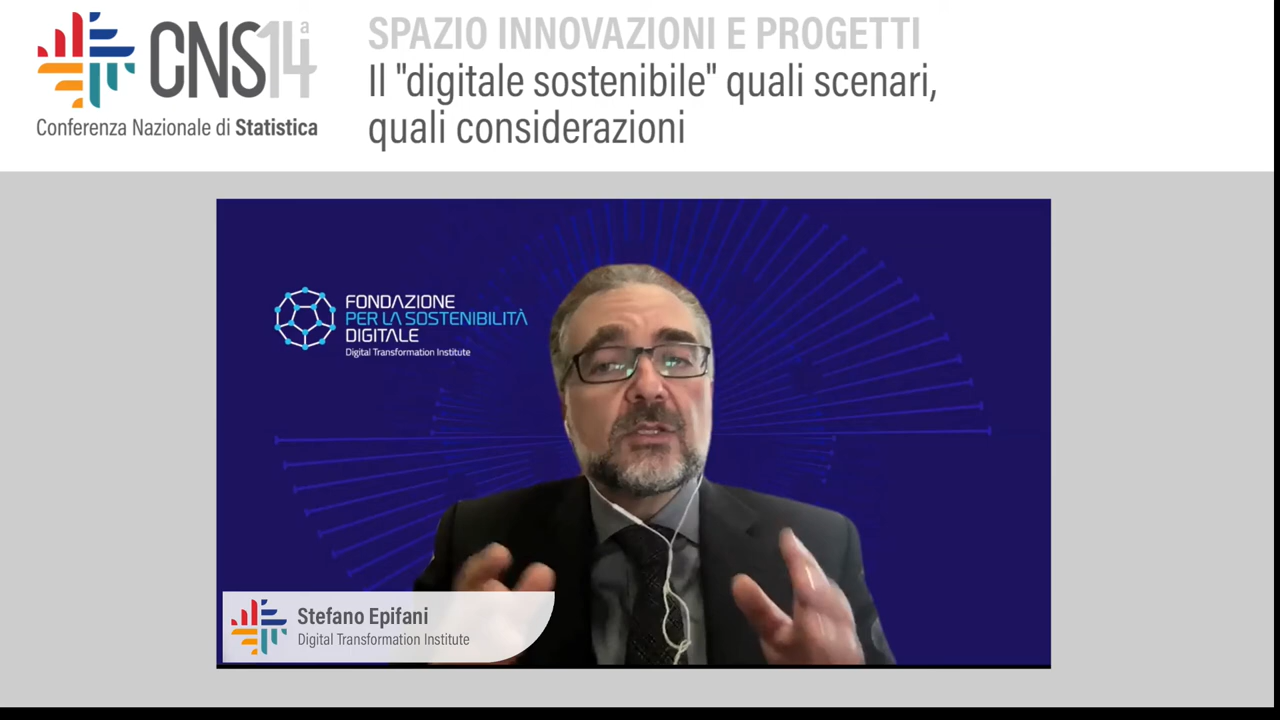 CNS14ª
Conferenza Nazionale di Statistica
SPAZIO INNOVAZIONI E PROGETTI
Il "digitale sostenibile" quali scenari,
quali considerazioni
FONDAZIONE
PER LA SOSTENIBILITÀ
DIGITALE
Digital Transformation Institute
Stefano Epifani
Digital Transformation Institute